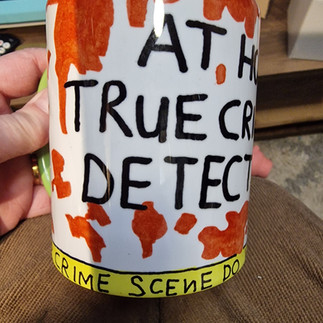 AT HO
TRUE CR
DETECT
CRIME SCENE DO